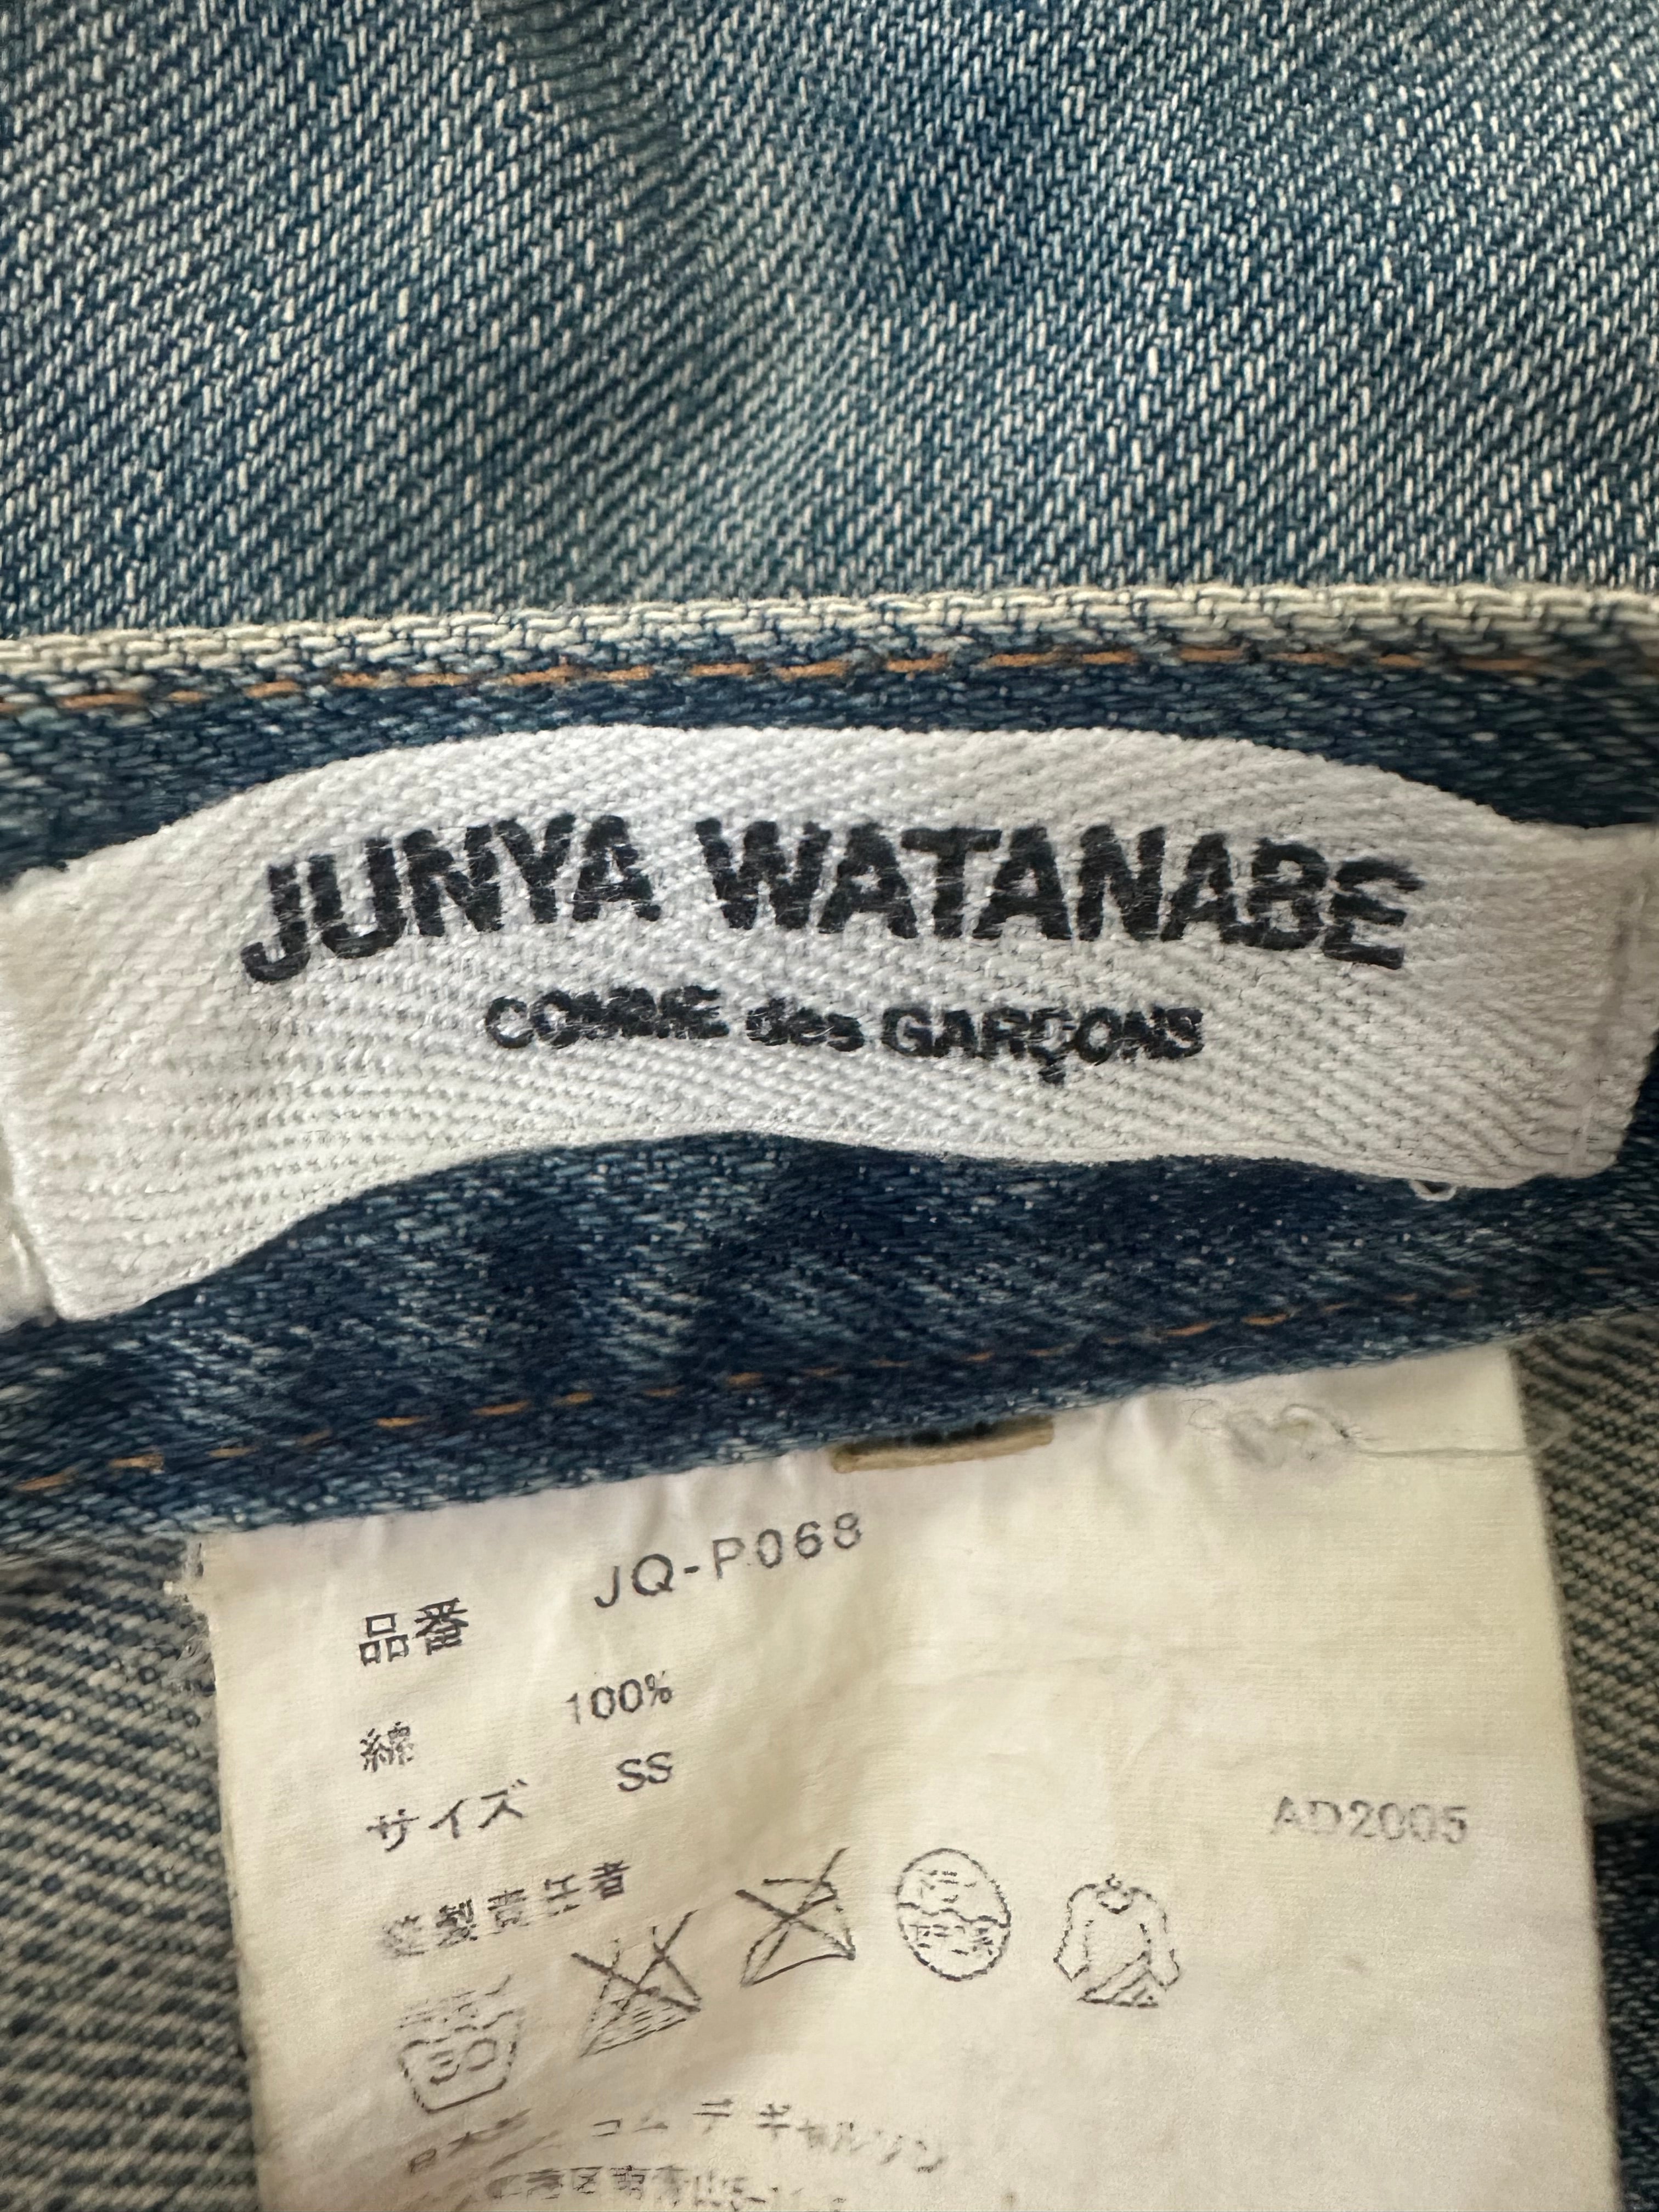 JUNYA WATANABE
COMME des GARÇONS
品番 JQ-P068
綿 100%
サイズ SS
AD2005
縫製責任者
30